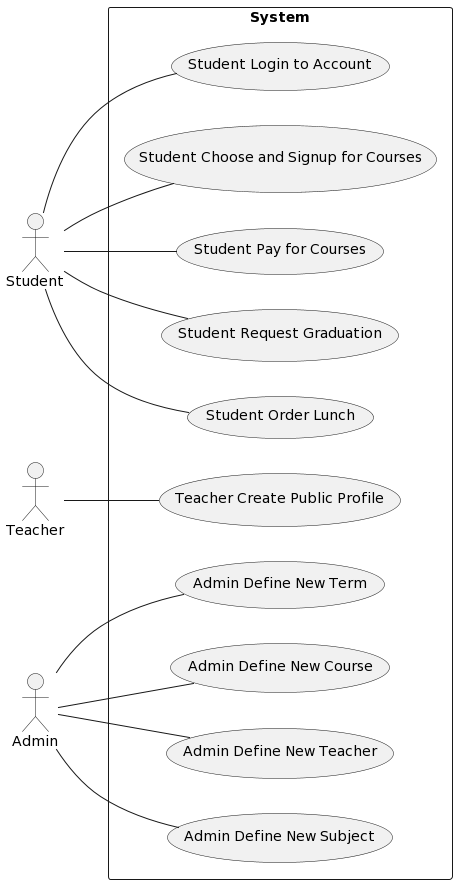 System
Student Login to Account
Student Choose and Signup for Courses
Student Pay for Courses
Student
Student Request Graduation
Student Order Lunch
Teacher Create Public Profile
Teacher
Admin Define New Term
Admin Define New Course
Admin
Admin Define New Teacher
Admin Define New Subject